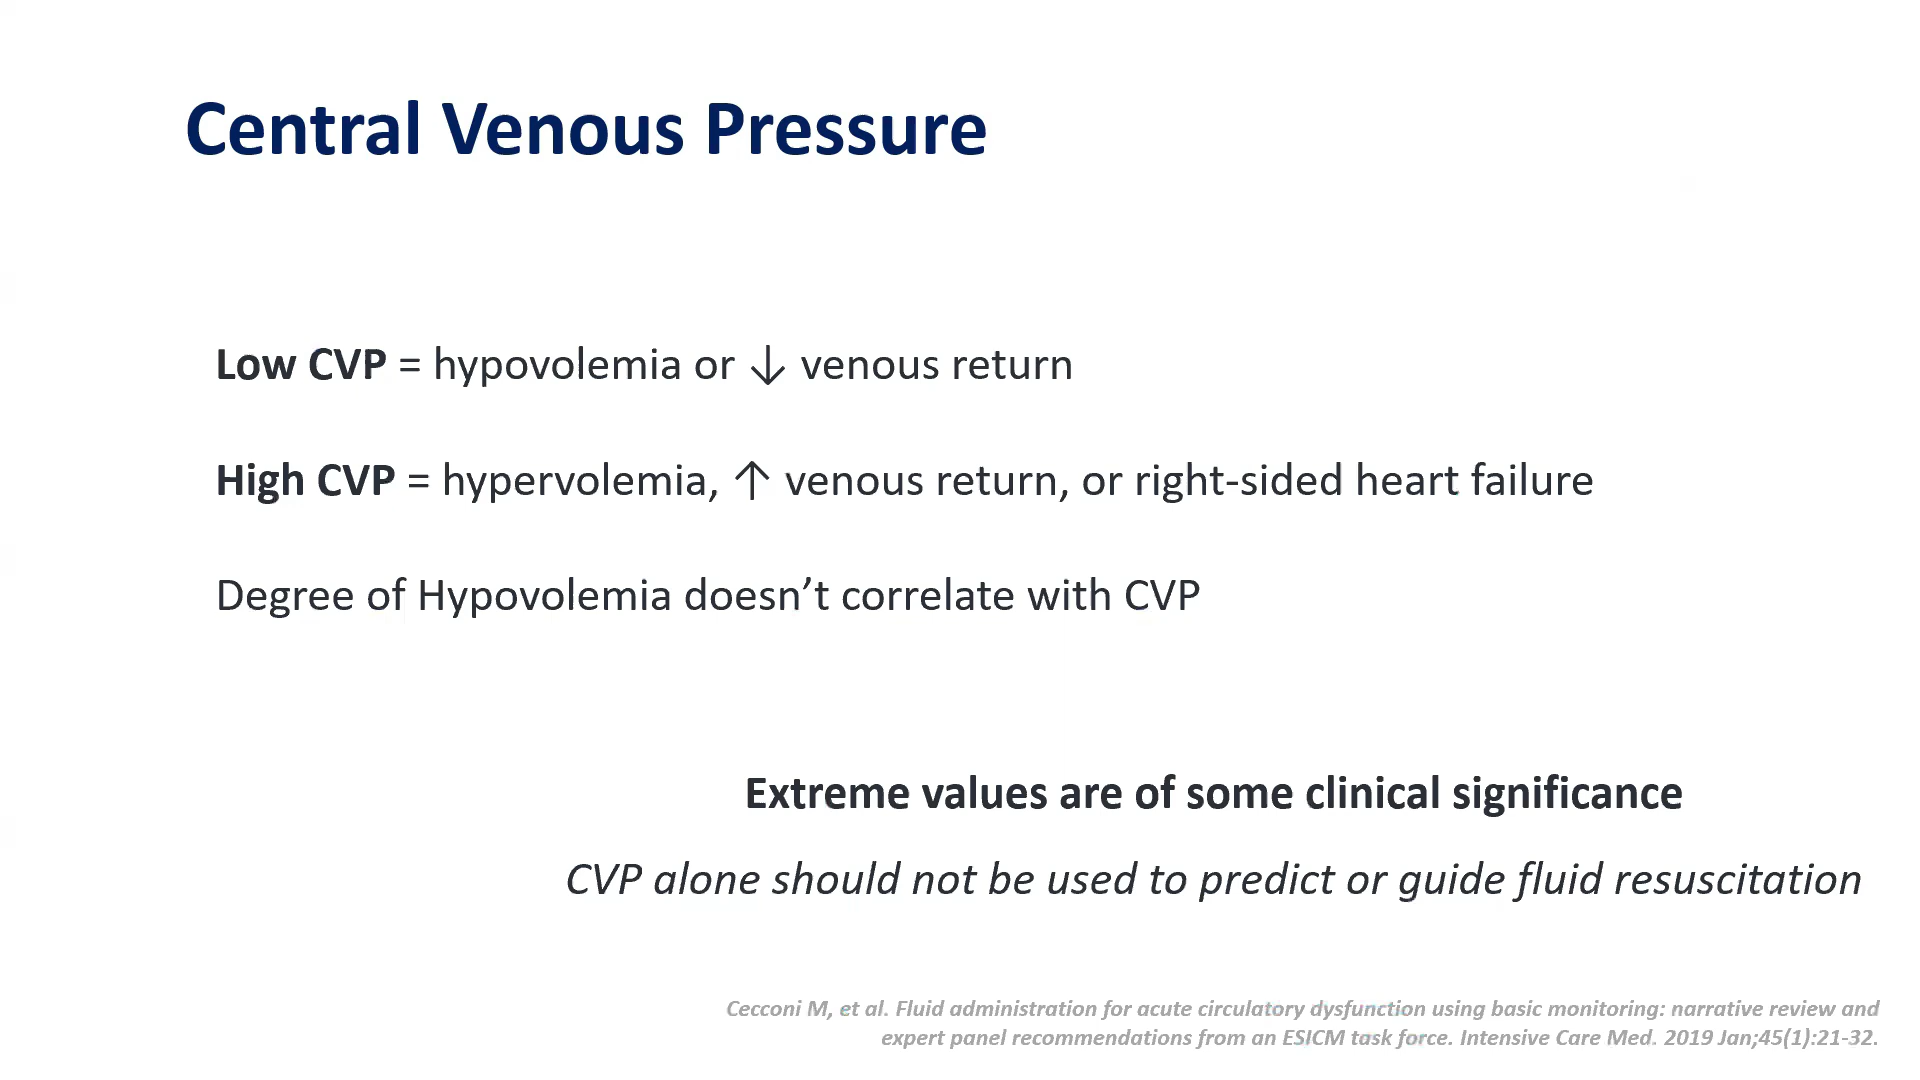 Central Venous Pressure
Low CVP = hypovolemia or ↓ venous return
High CVP = hypervolemia, ↑ venous return, or right-sided heart failure
Degree of Hypovolemia doesn’t correlate with CVP
Extreme values are of some clinical significance
CVP alone should not be used to predict or guide fluid resuscitation
Cecconi M, et al. Fluid administration for acute circulatory dysfunction using basic monitoring: narrative review and
expert panel recommendations from an ESICM task force. Intensive Care Med. 2019 Jan;45(1):21-32.